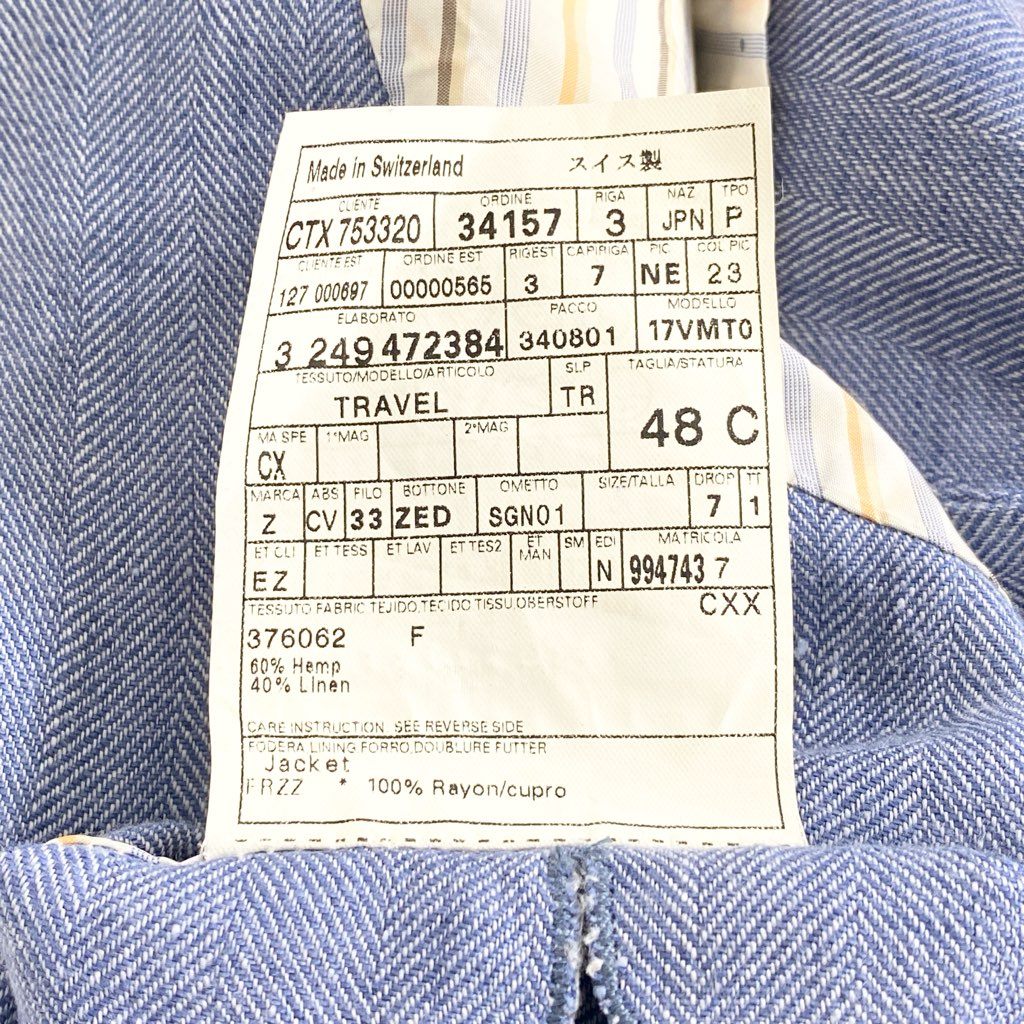 Made in Switzerland スイス製
CLIENTE ORDINE RIGA NAZ TPO
CTX 753320 34157 3 JPN P
CLIENTE EST ORDINE EST RIGEST CAPIRIGA PIC COL PIC
127 000697 00000565 3 7 NE 23
ELABORATO PACCO MODELLO
3 249 472384 340801 17VMT0
TESSUTO/MODELLO/ARTICOLO SLP TAGLIA/STATURA
TRAVEL TR 48 C
MA SPE 1°MAG 2°MAG
CX
MARCA ABS FILO BOTTONE OMETTO SIZE/TALLA DROP TT
Z CV 33 ZED SGN01 7 1
ET CLI ET TESS ET LAV ET TES2 ET MAN SM EDI MATRICOLA
EZ N 994743 7
TESSUTO FABRIC TEJIDO,TECIDO TISSU,OBERSTOFF CXX
376062 F
60% Hemp
40% Linen
CARE INSTRUCTION SEE REVERSE SIDE
FODERA LINING FORRO,DOUBLURE FUTTER
Jacket
FRZZ * 100% Rayon/cupro